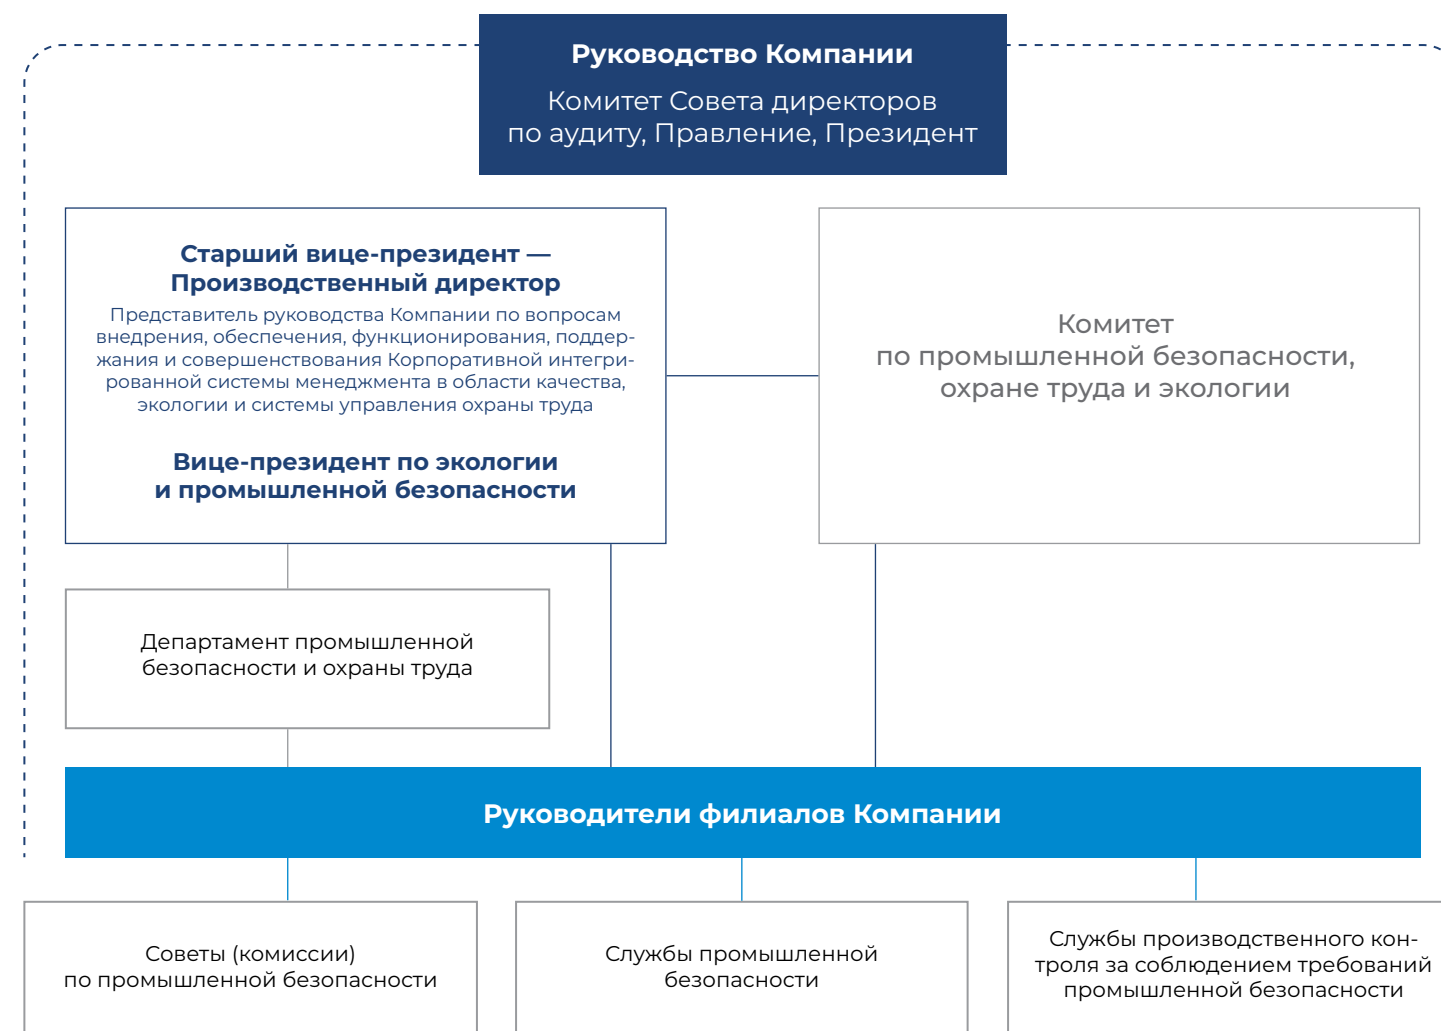 Руководство Компании
Комитет Совета директоров
по аудиту, Правление, Президент
Старший вице-президент —
Производственный директор
Представитель руководства Компании по вопросам
внедрения, обеспечения, функционирования, поддер-
жания и совершенствования Корпоративной интегри-
рованной системы менеджмента в области качества,
экологии и системы управления охраны труда
Вице-президент по экологии
и промышленной безопасности
Комитет
по промышленной безопасности,
охране труда и экологии
Департамент промышленной
безопасности и охраны труда
Руководители филиалов Компании
Советы (комиссии)
по промышленной безопасности
Службы промышленной
безопасности
Службы производственного кон-
троля за соблюдением требований
промышленной безопасности